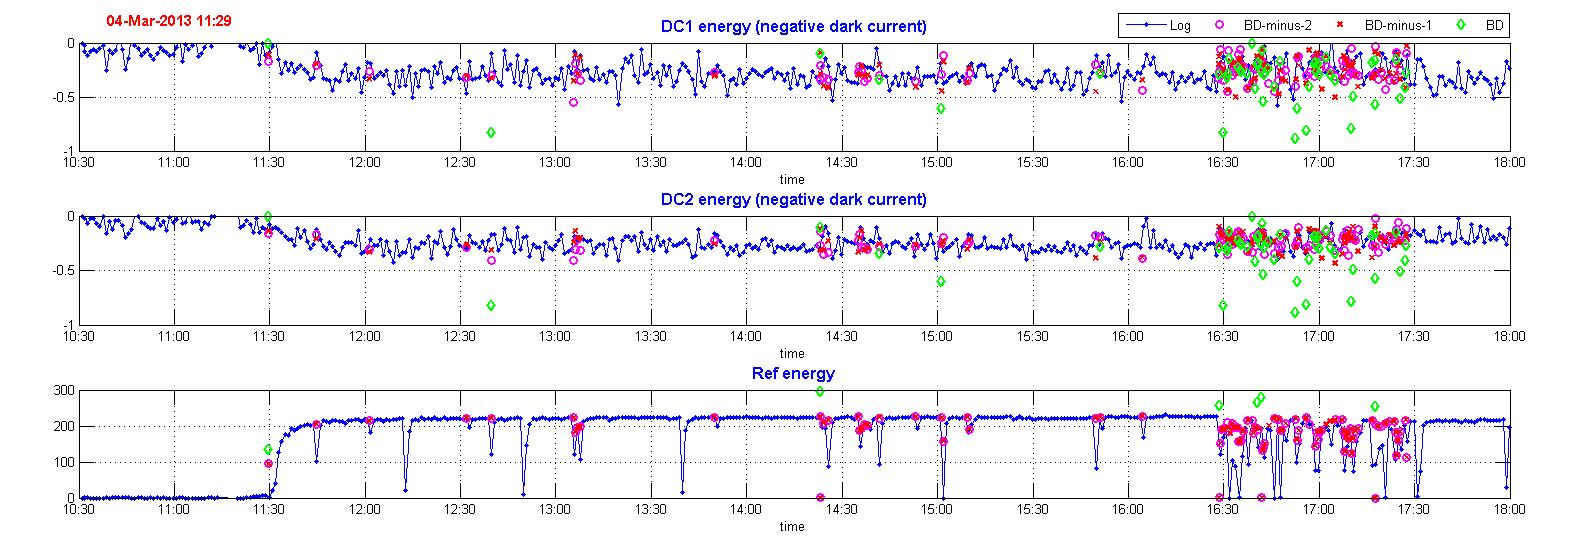 04-Mar-2013 11:29
DC1 energy (negative dark current)
Log BD-minus-2 BD-minus-1 BD
0
-0.5
-1
10:30 11:00 11:30 12:00 12:30 13:00 13:30 14:00 14:30 15:00 15:30 16:00 16:30 17:00 17:30 18:00
time
DC2 energy (negative dark current)
0
-0.5
-1
10:30 11:00 11:30 12:00 12:30 13:00 13:30 14:00 14:30 15:00 15:30 16:00 16:30 17:00 17:30 18:00
time
Ref energy
300
200
100
0
10:30 11:00 11:30 12:00 12:30 13:00 13:30 14:00 14:30 15:00 15:30 16:00 16:30 17:00 17:30 18:00
time